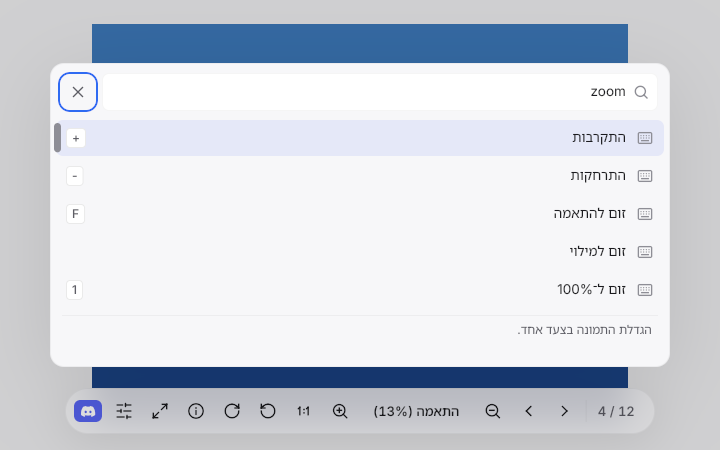 zoom
התקרבות +
התרחקות -
זום להתאמה F
זום למילוי
זום ל־100% 1
הגדלת התמונה בצעד אחד.
4 / 12 התאמה (13%) 1:1